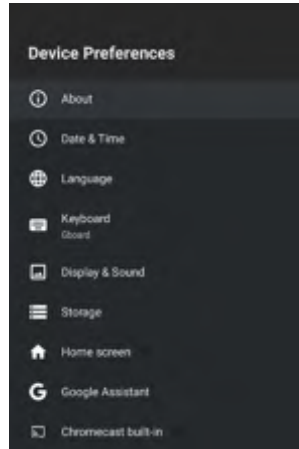 Device Preferences
About
Date & Time
Language
Keyboard
Gboard
Display & Sound
Storage
Home screen
Google Assistant
Chromecast built-in